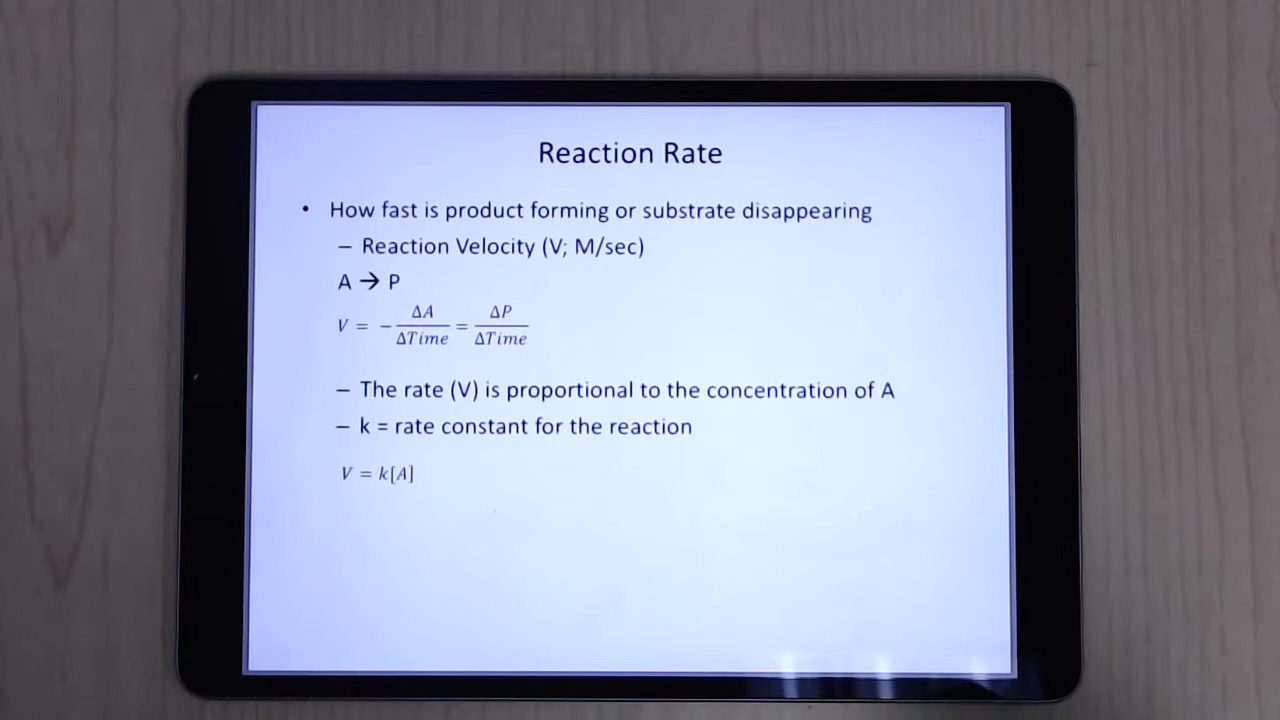 Reaction Rate
• How fast is product forming or substrate disappearing
– Reaction Velocity (V; M/sec)
A → P
V = − ΔA/ΔTime = ΔP/ΔTime
– The rate (V) is proportional to the concentration of A
– k = rate constant for the reaction
V = k[A]